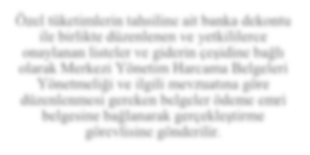 Özel tüketimlerin tahsiline ait banka dekontu
ile birlikte düzenlenen ve yetkililerce
onaylanan listeler ve giderin çeşidine bağlı
olarak Merkezi Yönetim Harcama Belgeleri
Yönetmeliği ve ilgili mevzuatına göre
düzenlenmesi gereken belgeler ödeme emri
belgesine bağlanarak gerçekleştirme
görevlisine gönderilir.